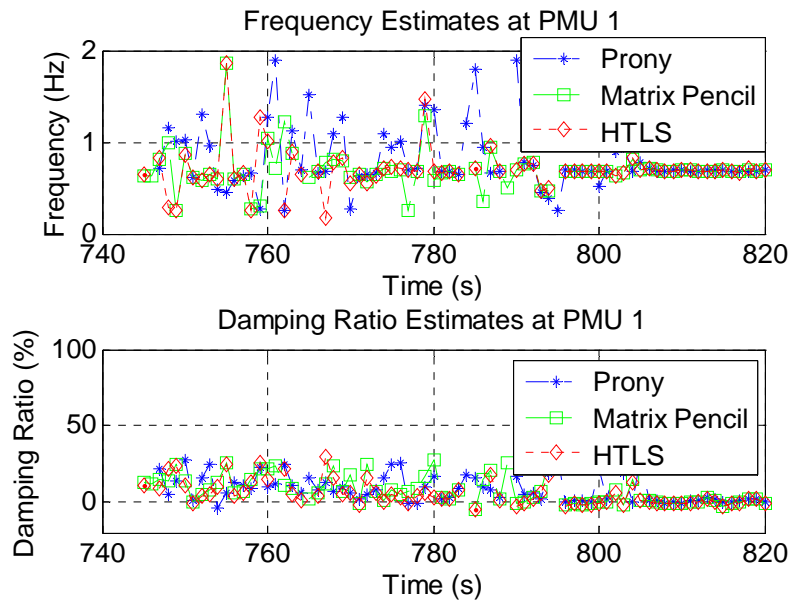 Frequency Estimates at PMU 1
Frequency (Hz)
2
1
0
740
760
780
800
820
Time (s)
Prony
Matrix Pencil
HTLS
Damping Ratio Estimates at PMU 1
Damping Ratio (%)
100
50
0
740
760
780
800
820
Time (s)
Prony
Matrix Pencil
HTLS